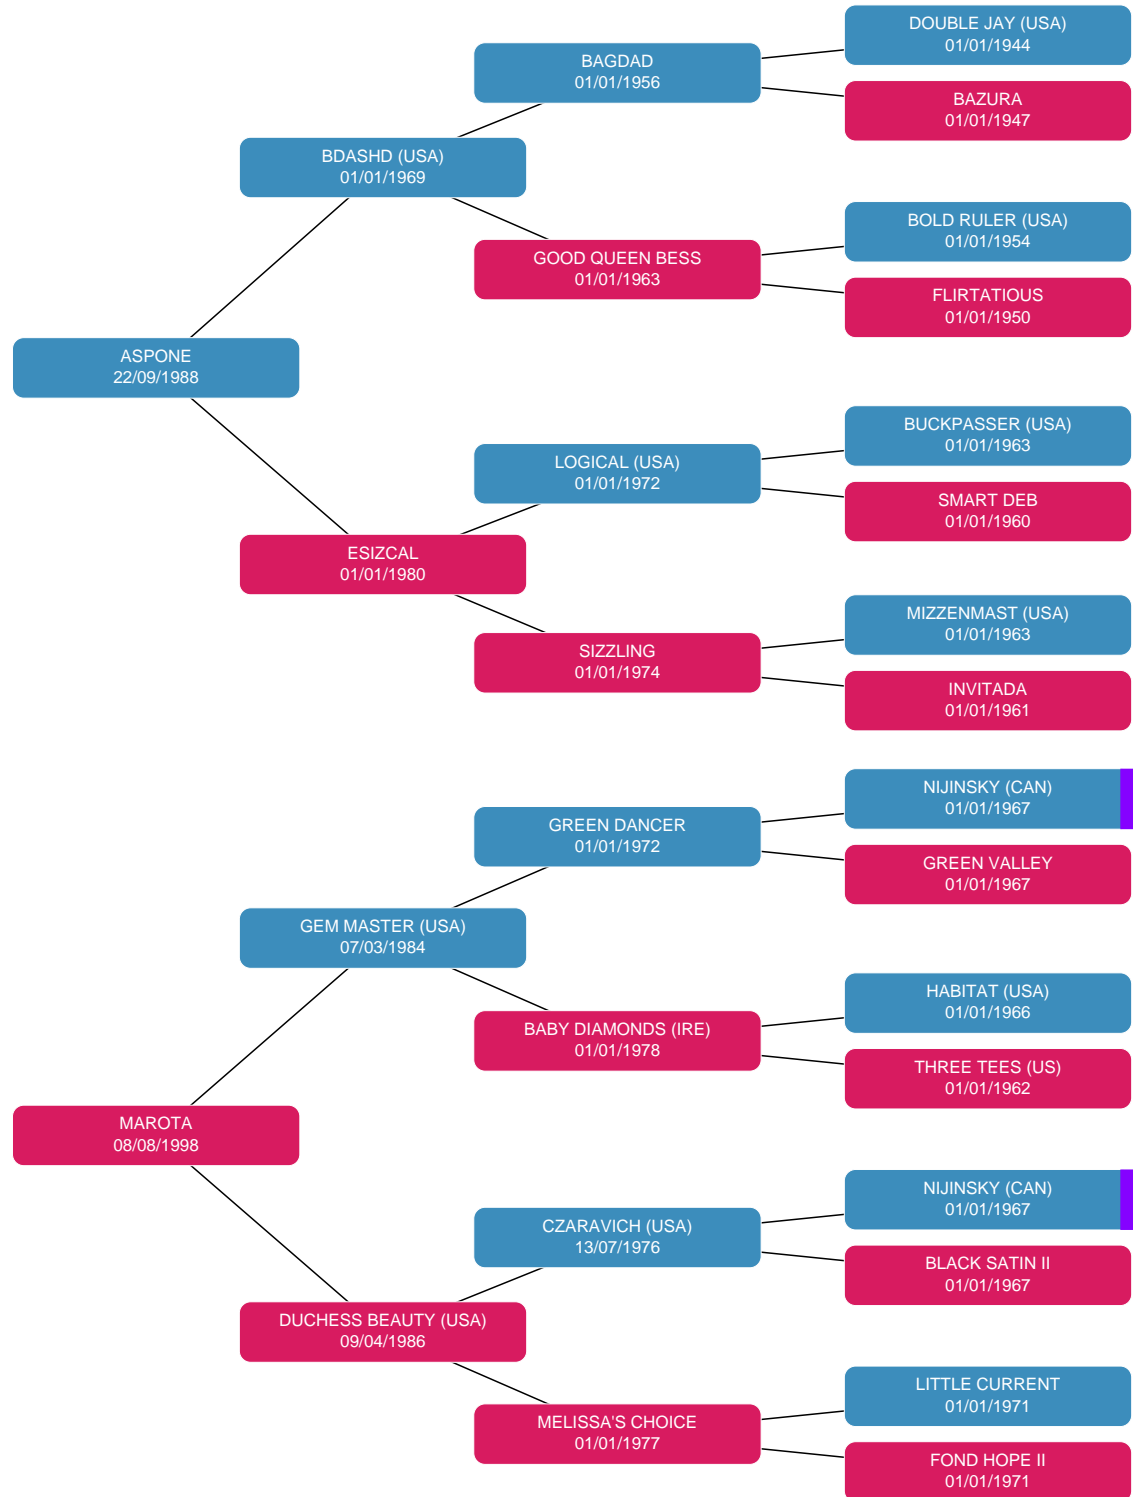 DOUBLE JAY (USA)
01/01/1944
BAGDAD
01/01/1956
BAZURA
01/01/1947
BDASHD (USA)
01/01/1969
BOLD RULER (USA)
01/01/1954
GOOD QUEEN BESS
01/01/1963
FLIRTATIOUS
01/01/1950
ASPONE
22/09/1988
BUCKPASSER (USA)
01/01/1963
LOGICAL (USA)
01/01/1972
SMART DEB
01/01/1960
ESIZCAL
01/01/1980
MIZZENMAST (USA)
01/01/1963
SIZZLING
01/01/1974
INVITADA
01/01/1961
NIJINSKY (CAN)
01/01/1967
GREEN DANCER
01/01/1972
GREEN VALLEY
01/01/1967
GEM MASTER (USA)
07/03/1984
HABITAT (USA)
01/01/1966
BABY DIAMONDS (IRE)
01/01/1978
THREE TEES (US)
01/01/1962
MAROTA
08/08/1998
NIJINSKY (CAN)
01/01/1967
CZARAVICH (USA)
13/07/1976
BLACK SATIN II
01/01/1967
DUCHESS BEAUTY (USA)
09/04/1986
LITTLE CURRENT
01/01/1971
MELISSA'S CHOICE
01/01/1977
FOND HOPE II
01/01/1971